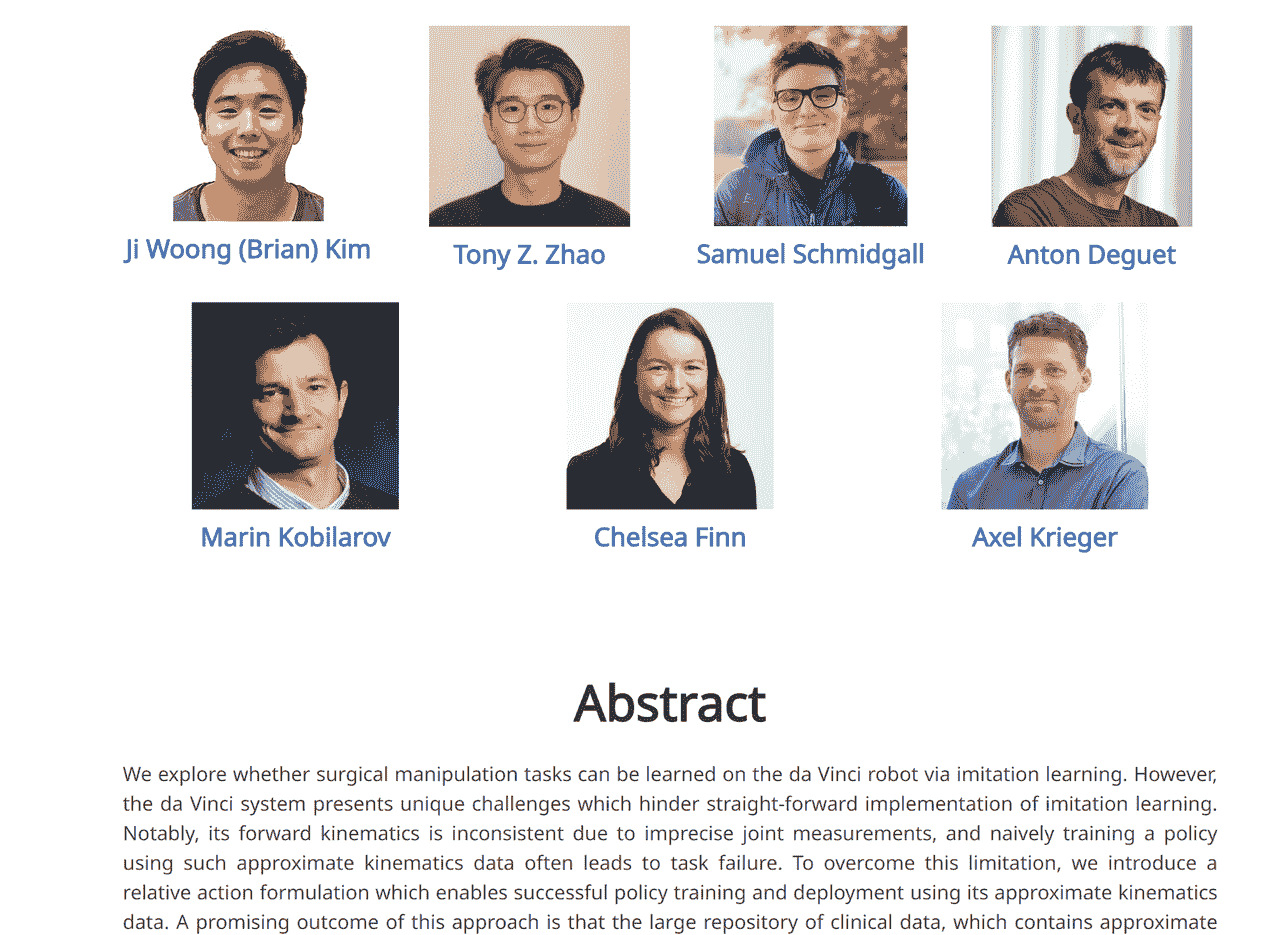 Ji Woong (Brian) Kim
Tony Z. Zhao
Samuel Schmidgall
Anton Deguet
Marin Kobilarov
Chelsea Finn
Axel Krieger
Abstract
We explore whether surgical manipulation tasks can be learned on the da Vinci robot via imitation learning. However,
the da Vinci system presents unique challenges which hinder straight-forward implementation of imitation learning.
Notably, its forward kinematics is inconsistent due to imprecise joint measurements, and naively training a policy
using such approximate kinematics data often leads to task failure. To overcome this limitation, we introduce a
relative action formulation which enables successful policy training and deployment using its approximate kinematics
data. A promising outcome of this approach is that the large repository of clinical data, which contains approximate